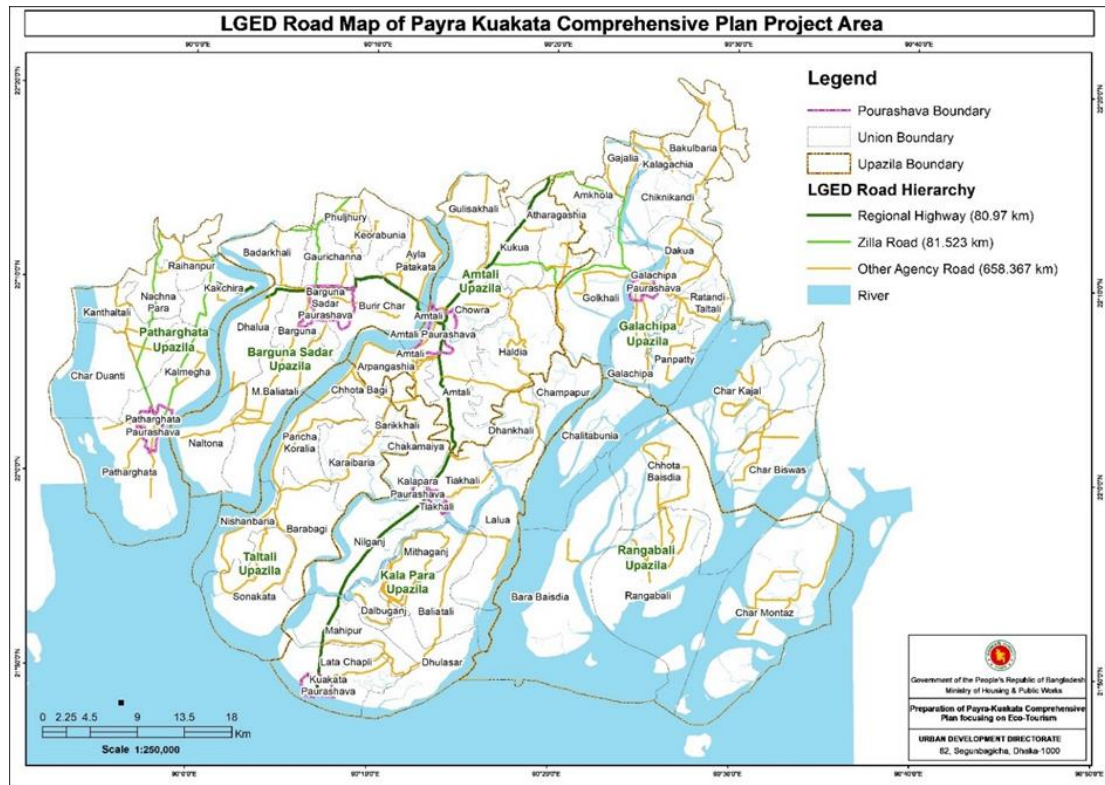 LGED Road Map of Payra Kuakata Comprehensive Plan Project Area
90°0'0"E
90°10'0"E
90°20'0"E
90°30'0"E
90°40'0"E
Legend
Pourashava Boundary
Union Boundary
Upazila Boundary
LGED Road Hierarchy
Regional Highway (80.97 km)
Zilla Road (81.523 km)
Other Agency Road (658.367 km)
River
Bakulbaria
Gajalia
Kalagachia
Chiknikandi
Amkhola
Gulisakhali
Atharagashia
Phuljhury
Keorabunia
Badarkhali
Gaurichanna
Ayla
Patakata
Kukua
Dakua
Raihanpur
Kakchira
Nachna
Para
Kanthaltali
Amtali
Upazila
Galachipa
Paurashava
Golkhali
Ratandi
Taltali
Barguna
Sadar
Paurashava
Burir Char
Amtali
Chowra
Amtali Paurashava
Patharghata
Upazila
Dhalua
Barguna
Barguna Sadar
Upazila
Galachipa
Upazila
Amtali
Haldia
Arpangashia
Panpatty
Galachipa
Char Duanti
Kalmegha
M.Baliatali
Chhota Bagi
Amtali
Champapur
Char Kajal
Patharghata
Paurashava
Naltona
Pancha
Koralia
Sarikkhali
Chakamaiya
Dhankhali
Chalitabunia
Patharghata
Karaibaria
Kalapara
Paurashava
Tiakhali
Tiakhali
Chhota
Baisdia
Char Biswas
Nishanbaria
Barabagi
Lalua
Nilganj
Mithaganj
Taltali
Upazila
Rangabali
Upazila
Kala Para
Upazila
Sonakata
Dalbuganj
Baliatali
Bara Baisdia
Rangabali
Char Montaz
Mahipur
Lata Chapli
Dhulasar
Kuakata
Paurashava
0 2.25 4.5 9 13.5 18
Km
Scale 1:250,000
Government of the People's Republic of Bangladesh
Ministry of Housing & Public Works
Preparation of Payra-Kuakata Comprehensive
Plan focusing on Eco-Tourism
URBAN DEVELOPMENT DIRECTORATE
82, Segunbagicha, Dhaka-1000